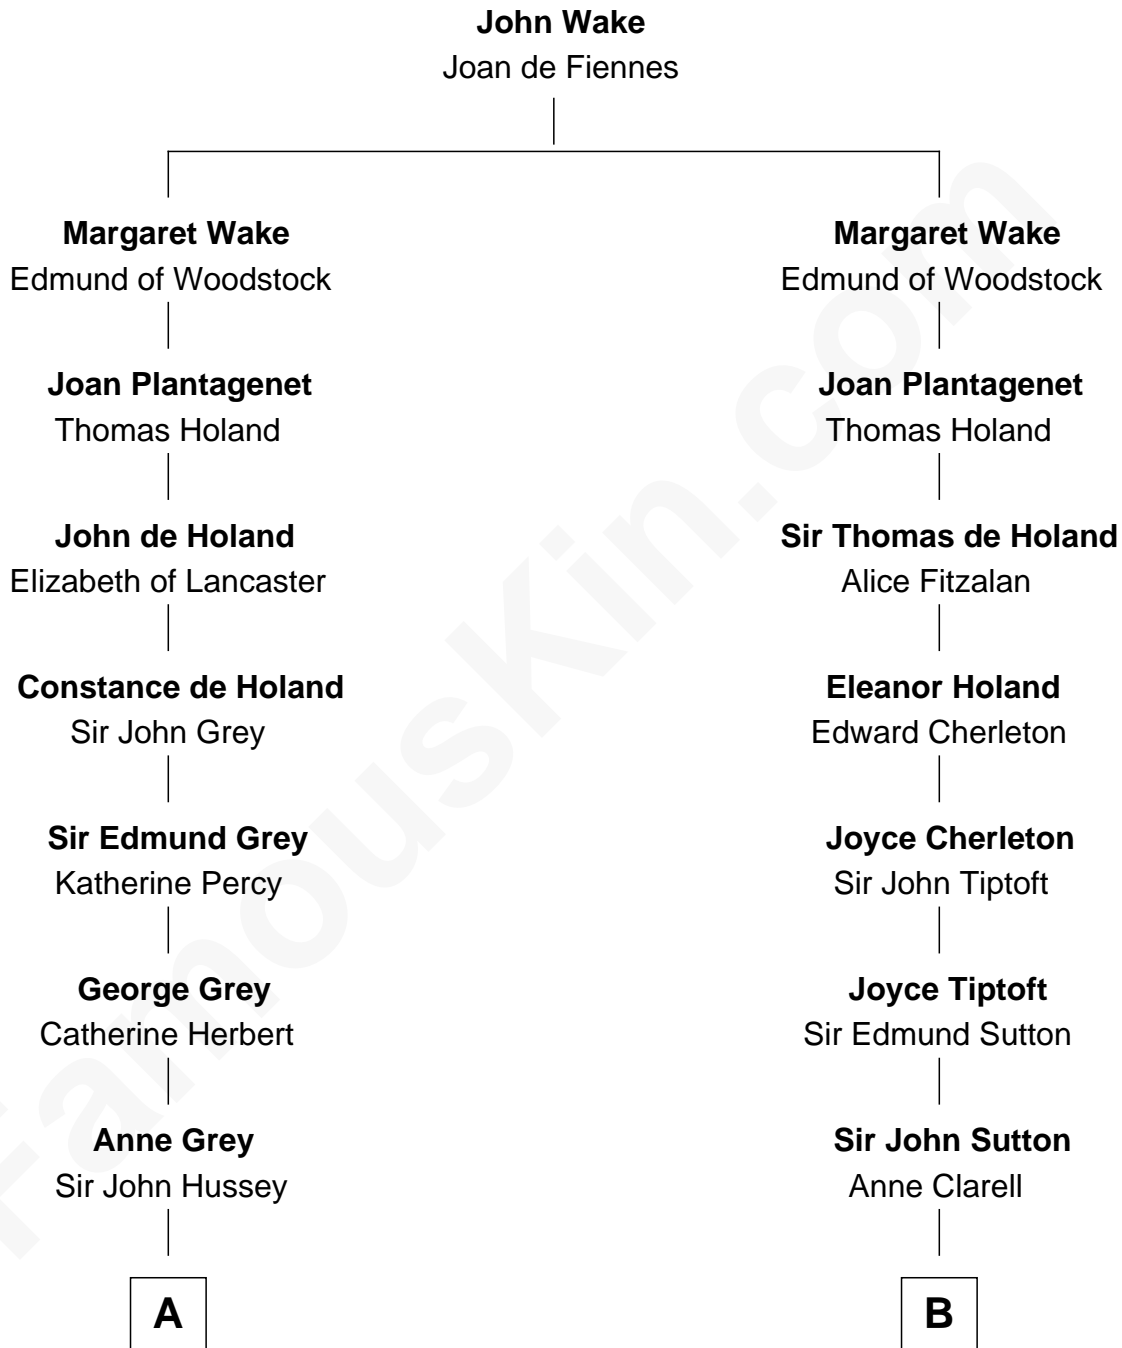 John Wake
Joan de Fiennes
Margaret Wake
Edmund of Woodstock
Margaret Wake
Edmund of Woodstock
Joan Plantagenet
Thomas Holand
Joan Plantagenet
Thomas Holand
John de Holand
Elizabeth of Lancaster
Sir Thomas de Holand
Alice Fitzalan
Constance de Holand
Sir John Grey
Eleanor Holand
Edward Cherleton
Sir Edmund Grey
Katherine Percy
Joyce Cherleton
Sir John Tiptoft
George Grey
Catherine Herbert
Joyce Tiptoft
Sir Edmund Sutton
Anne Grey
Sir John Hussey
Sir John Sutton
Anne Clarell
A
B
FamousKin.com